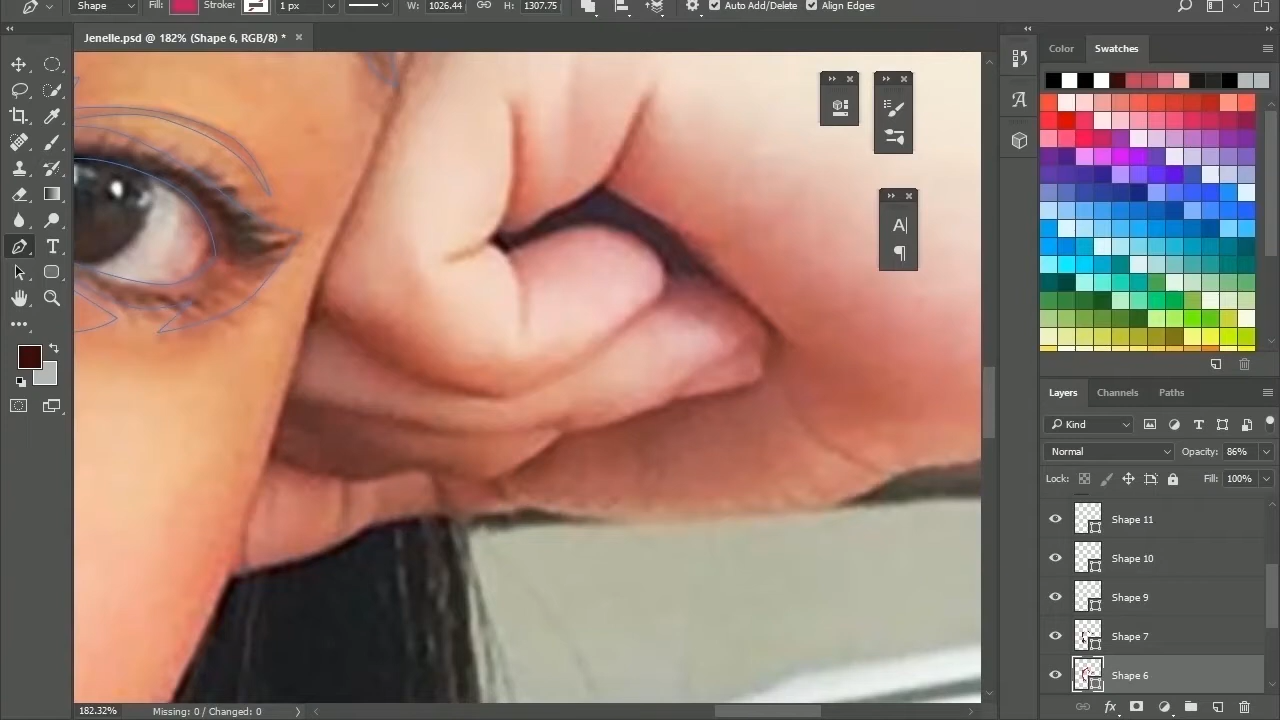 Shape Fill: Stroke: 1 px W: 1026.44 H: 1307.75 Auto Add/Delete Align Edges
Jenelle.psd @ 182% (Shape 6, RGB/8) *
Color Swatches
Layers Channels Paths
Kind
Normal Opacity: 86%
Lock: Fill: 100%
Shape 11
Shape 10
Shape 9
Shape 7
Shape 6
182.32% Missing: 0 / Changed: 0